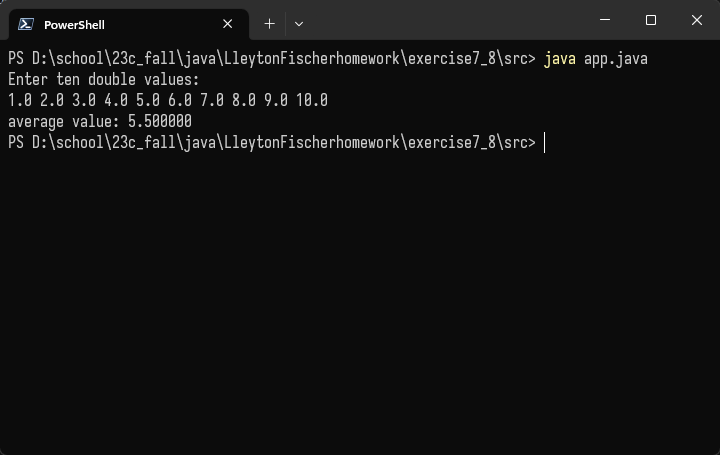 PowerShell
PS D:\school\23c_fall\java\LleytonFischerhomework\exercise7_8\src> java app.java
Enter ten double values:
1.0 2.0 3.0 4.0 5.0 6.0 7.0 8.0 9.0 10.0
average value: 5.500000
PS D:\school\23c_fall\java\LleytonFischerhomework\exercise7_8\src>